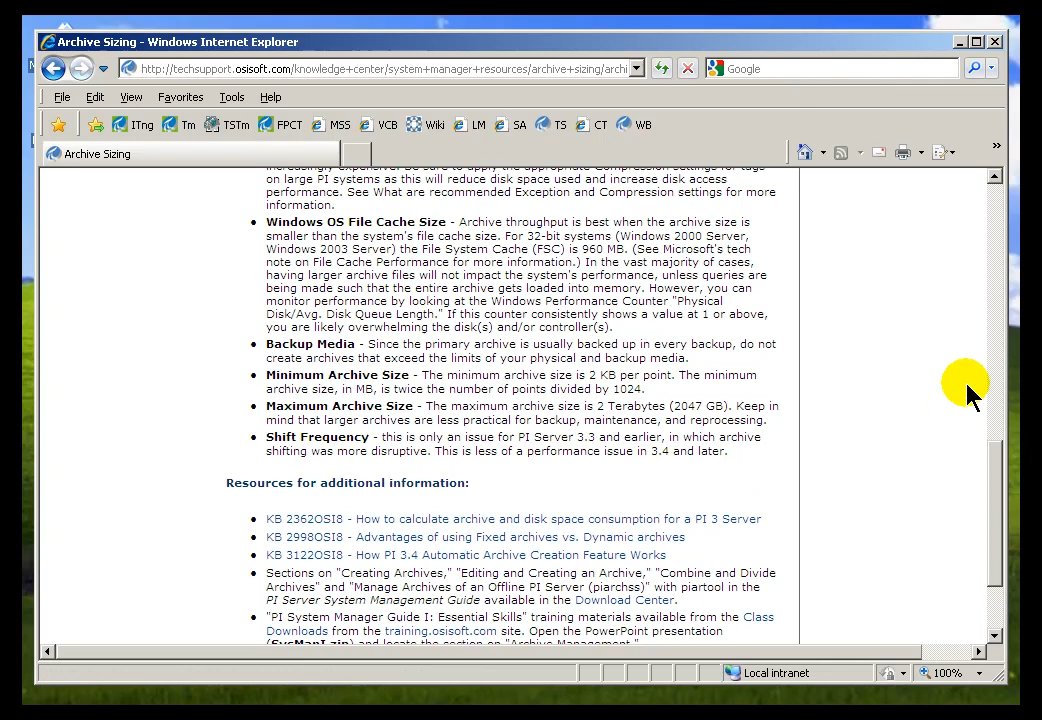 Archive Sizing - Windows Internet Explorer
http://techsupport.osisoft.com/knowledge+center/system+manager+resources/archive+sizing/archi
Google
File Edit View Favorites Tools Help
ITng Tm TSTm FPCT MSS VCB Wiki LM SA TS CT WB
Archive Sizing
on large PI systems as this will reduce disk space used and increase disk access
performance. See What are recommended Exception and Compression settings for more
information.
• Windows OS File Cache Size - Archive throughput is best when the archive size is
smaller than the system's file cache size. For 32-bit systems (Windows 2000 Server,
Windows 2003 Server) the File System Cache (FSC) is 960 MB. (See Microsoft's tech
note on File Cache Performance for more information.) In the vast majority of cases,
having larger archive files will not impact the system's performance, unless queries are
being made such that the entire archive gets loaded into memory. However, you can
monitor performance by looking at the Windows Performance Counter "Physical
Disk/Avg. Disk Queue Length." If this counter consistently shows a value at 1 or above,
you are likely overwhelming the disk(s) and/or controller(s).
• Backup Media - Since the primary archive is usually backed up in every backup, do not
create archives that exceed the limits of your physical and backup media.
• Minimum Archive Size - The minimum archive size is 2 KB per point. The minimum
archive size, in MB, is twice the number of points divided by 1024.
• Maximum Archive Size - The maximum archive size is 2 Terabytes (2047 GB). Keep in
mind that larger archives are less practical for backup, maintenance, and reprocessing.
• Shift Frequency - this is only an issue for PI Server 3.3 and earlier, in which archive
shifting was more disruptive. This is less of a performance issue in 3.4 and later.
Resources for additional information:
• KB 2362OSI8 - How to calculate archive and disk space consumption for a PI 3 Server
• KB 2998OSI8 - Advantages of using Fixed archives vs. Dynamic archives
• KB 3122OSI8 - How PI 3.4 Automatic Archive Creation Feature Works
• Sections on "Creating Archives," "Editing and Creating an Archive," "Combine and Divide
Archives" and "Manage Archives of an Offline PI Server (piarchss)" with piartool in the
PI Server System Management Guide available in the Download Center.
• "PI System Manager Guide I: Essential Skills" training materials available from the Class
Downloads from the training.osisoft.com site. Open the PowerPoint presentation
(SysManI.zip) and locate the section on "Archive Management."
Local intranet
100%